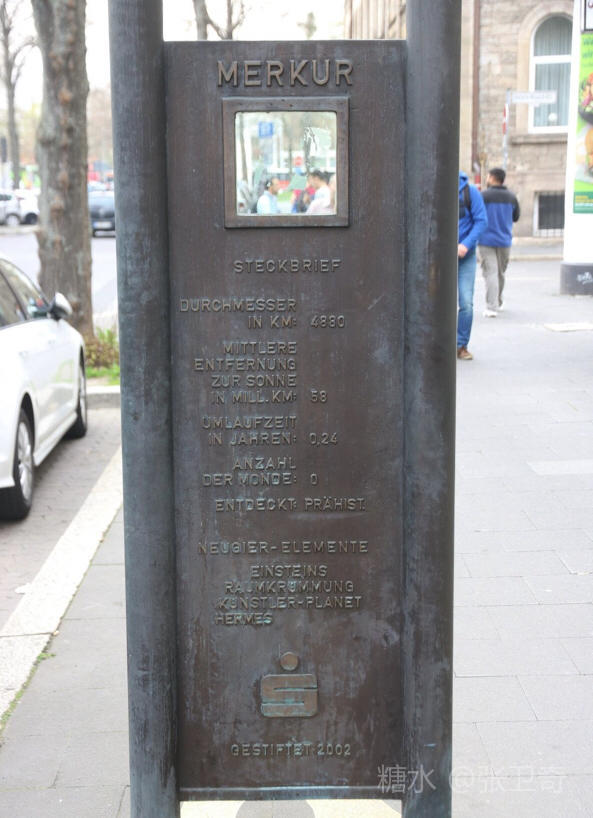 MERKUR
STECKBRIEF
DURCHMESSER
IN KM: 4880
MITTLERE
ENTFERNUNG
ZUR SONNE
IN MILL. KM: 58
UMLAUFZEIT
IN JAHREN: 0,24
ANZAHL
DER MONDE: 0
ENTDECKT: PRÄHIST.
NEUGIER-ELEMENTE
EINSTEINS
RAUMKRÜMMUNG
KÜNSTLER-PLANET
HERMES
GESTIFTET 2002
糖水 @张卫奇